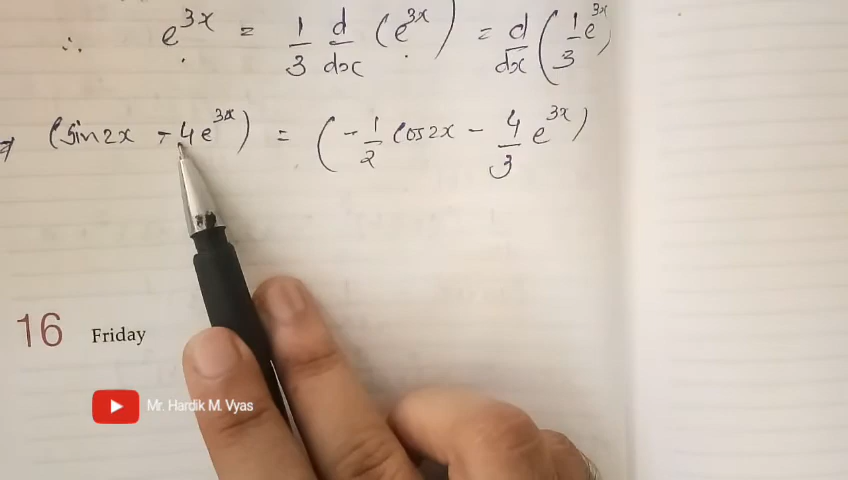 ∴ e^{3x} = 1/3 d/dx (e^{3x}) = d/dx (1/3 e^{3x})
⇒ (sin2x - 4e^{3x}) = (-1/2 cos2x - 4/3 e^{3x})
16 Friday
Mr. Hardik M. Vyas